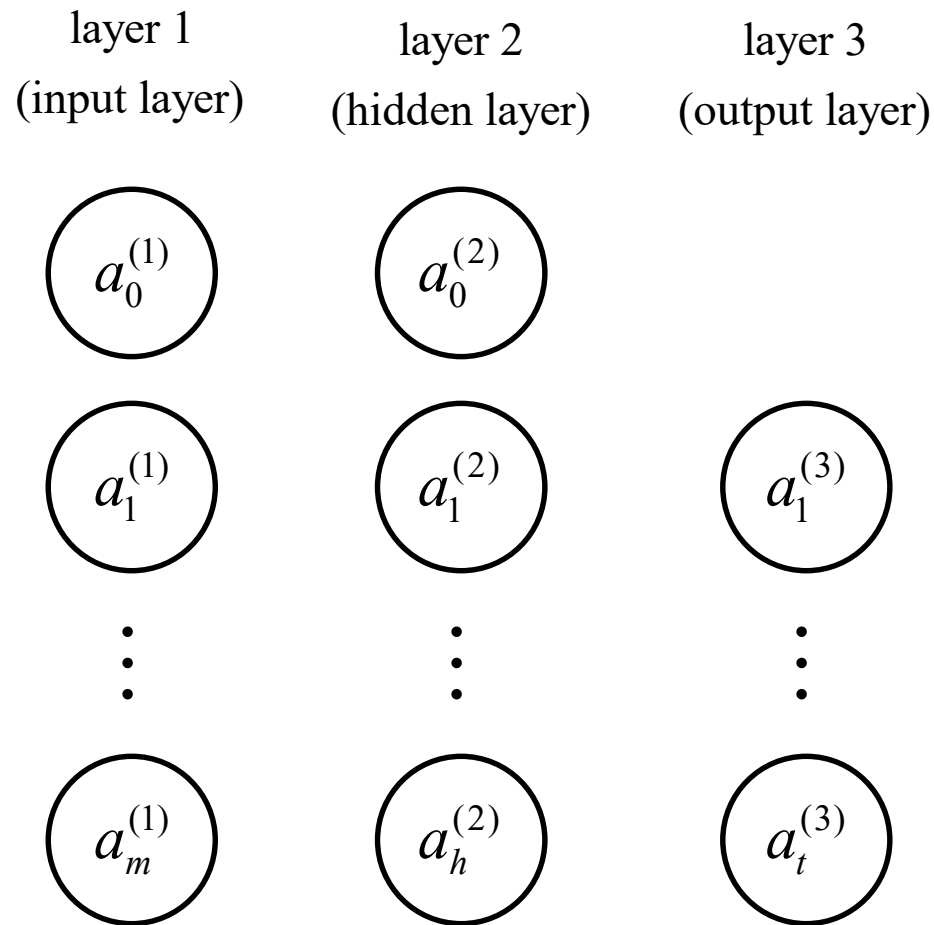 layer 1
(input layer)
layer 2
(hidden layer)
layer 3
(output layer)
a_0^{(1)} a_0^{(2)}
a_1^{(1)} a_1^{(2)} a_1^{(3)}
⋮ ⋮ ⋮
a_m^{(1)} a_h^{(2)} a_t^{(3)}